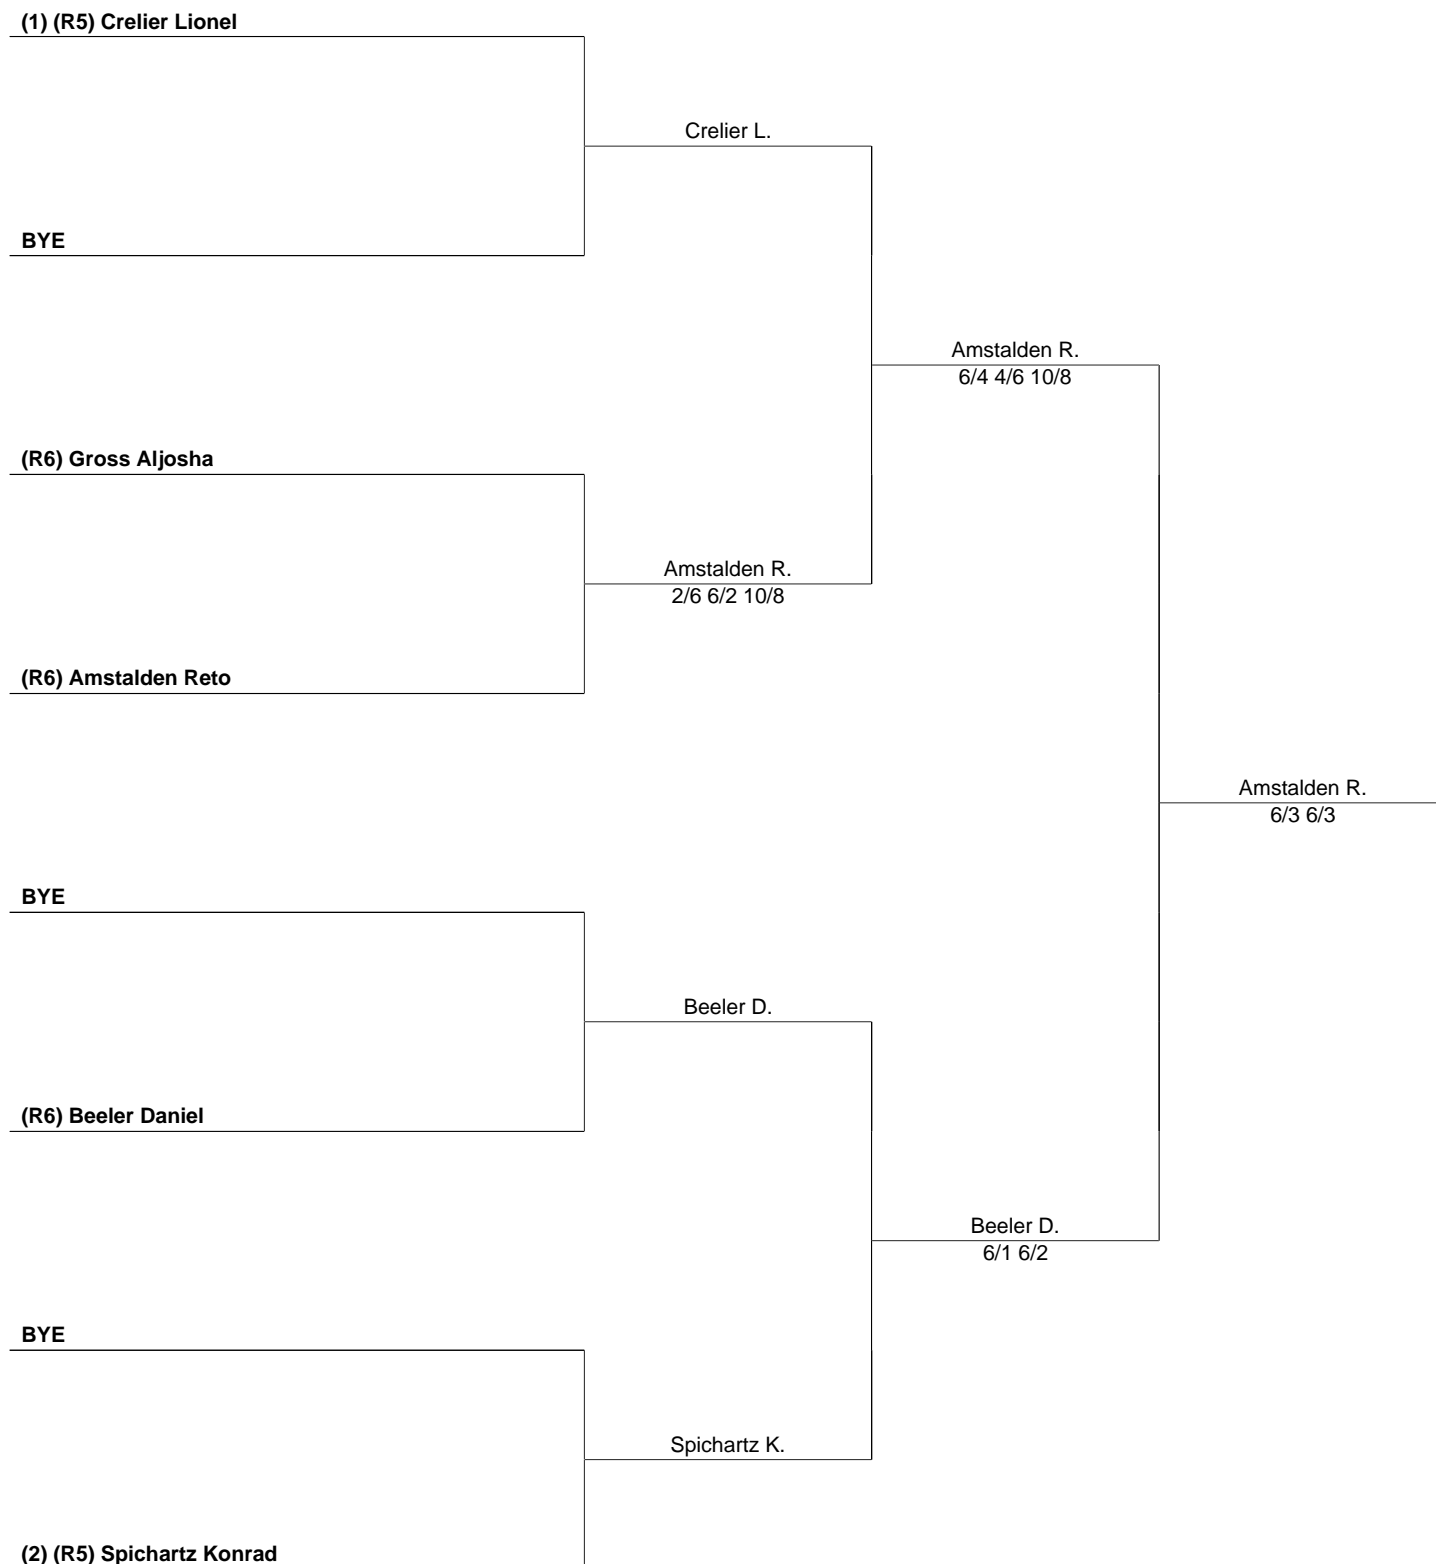 (1) (R5) Crelier Lionel
Crelier L.
BYE
Amstalden R.
6/4 4/6 10/8
(R6) Gross Aljosha
Amstalden R.
2/6 6/2 10/8
(R6) Amstalden Reto
Amstalden R.
6/3 6/3
BYE
Beeler D.
(R6) Beeler Daniel
Beeler D.
6/1 6/2
BYE
Spichartz K.
(2) (R5) Spichartz Konrad